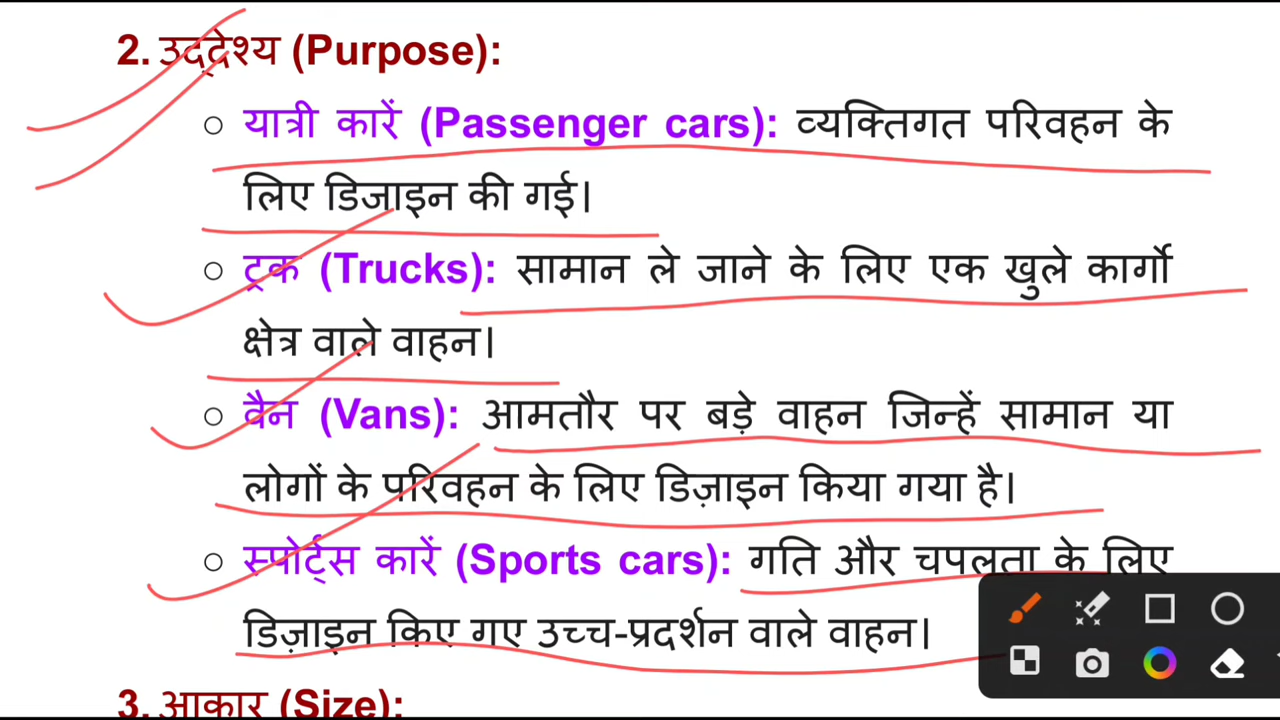 2. उद्देश्य (Purpose):
○ यात्री कारें (Passenger cars): व्यक्तिगत परिवहन के
लिए डिजाइन की गई।
○ ट्रक (Trucks): सामान ले जाने के लिए एक खुले कार्गो
क्षेत्र वाले वाहन।
○ वैन (Vans): आमतौर पर बड़े वाहन जिन्हें सामान या
लोगों के परिवहन के लिए डिज़ाइन किया गया है।
○ स्पोर्ट्स कारें (Sports cars): गति और चपलता के लिए
डिज़ाइन किए गए उच्च-प्रदर्शन वाले वाहन।
3. आकार (Size):